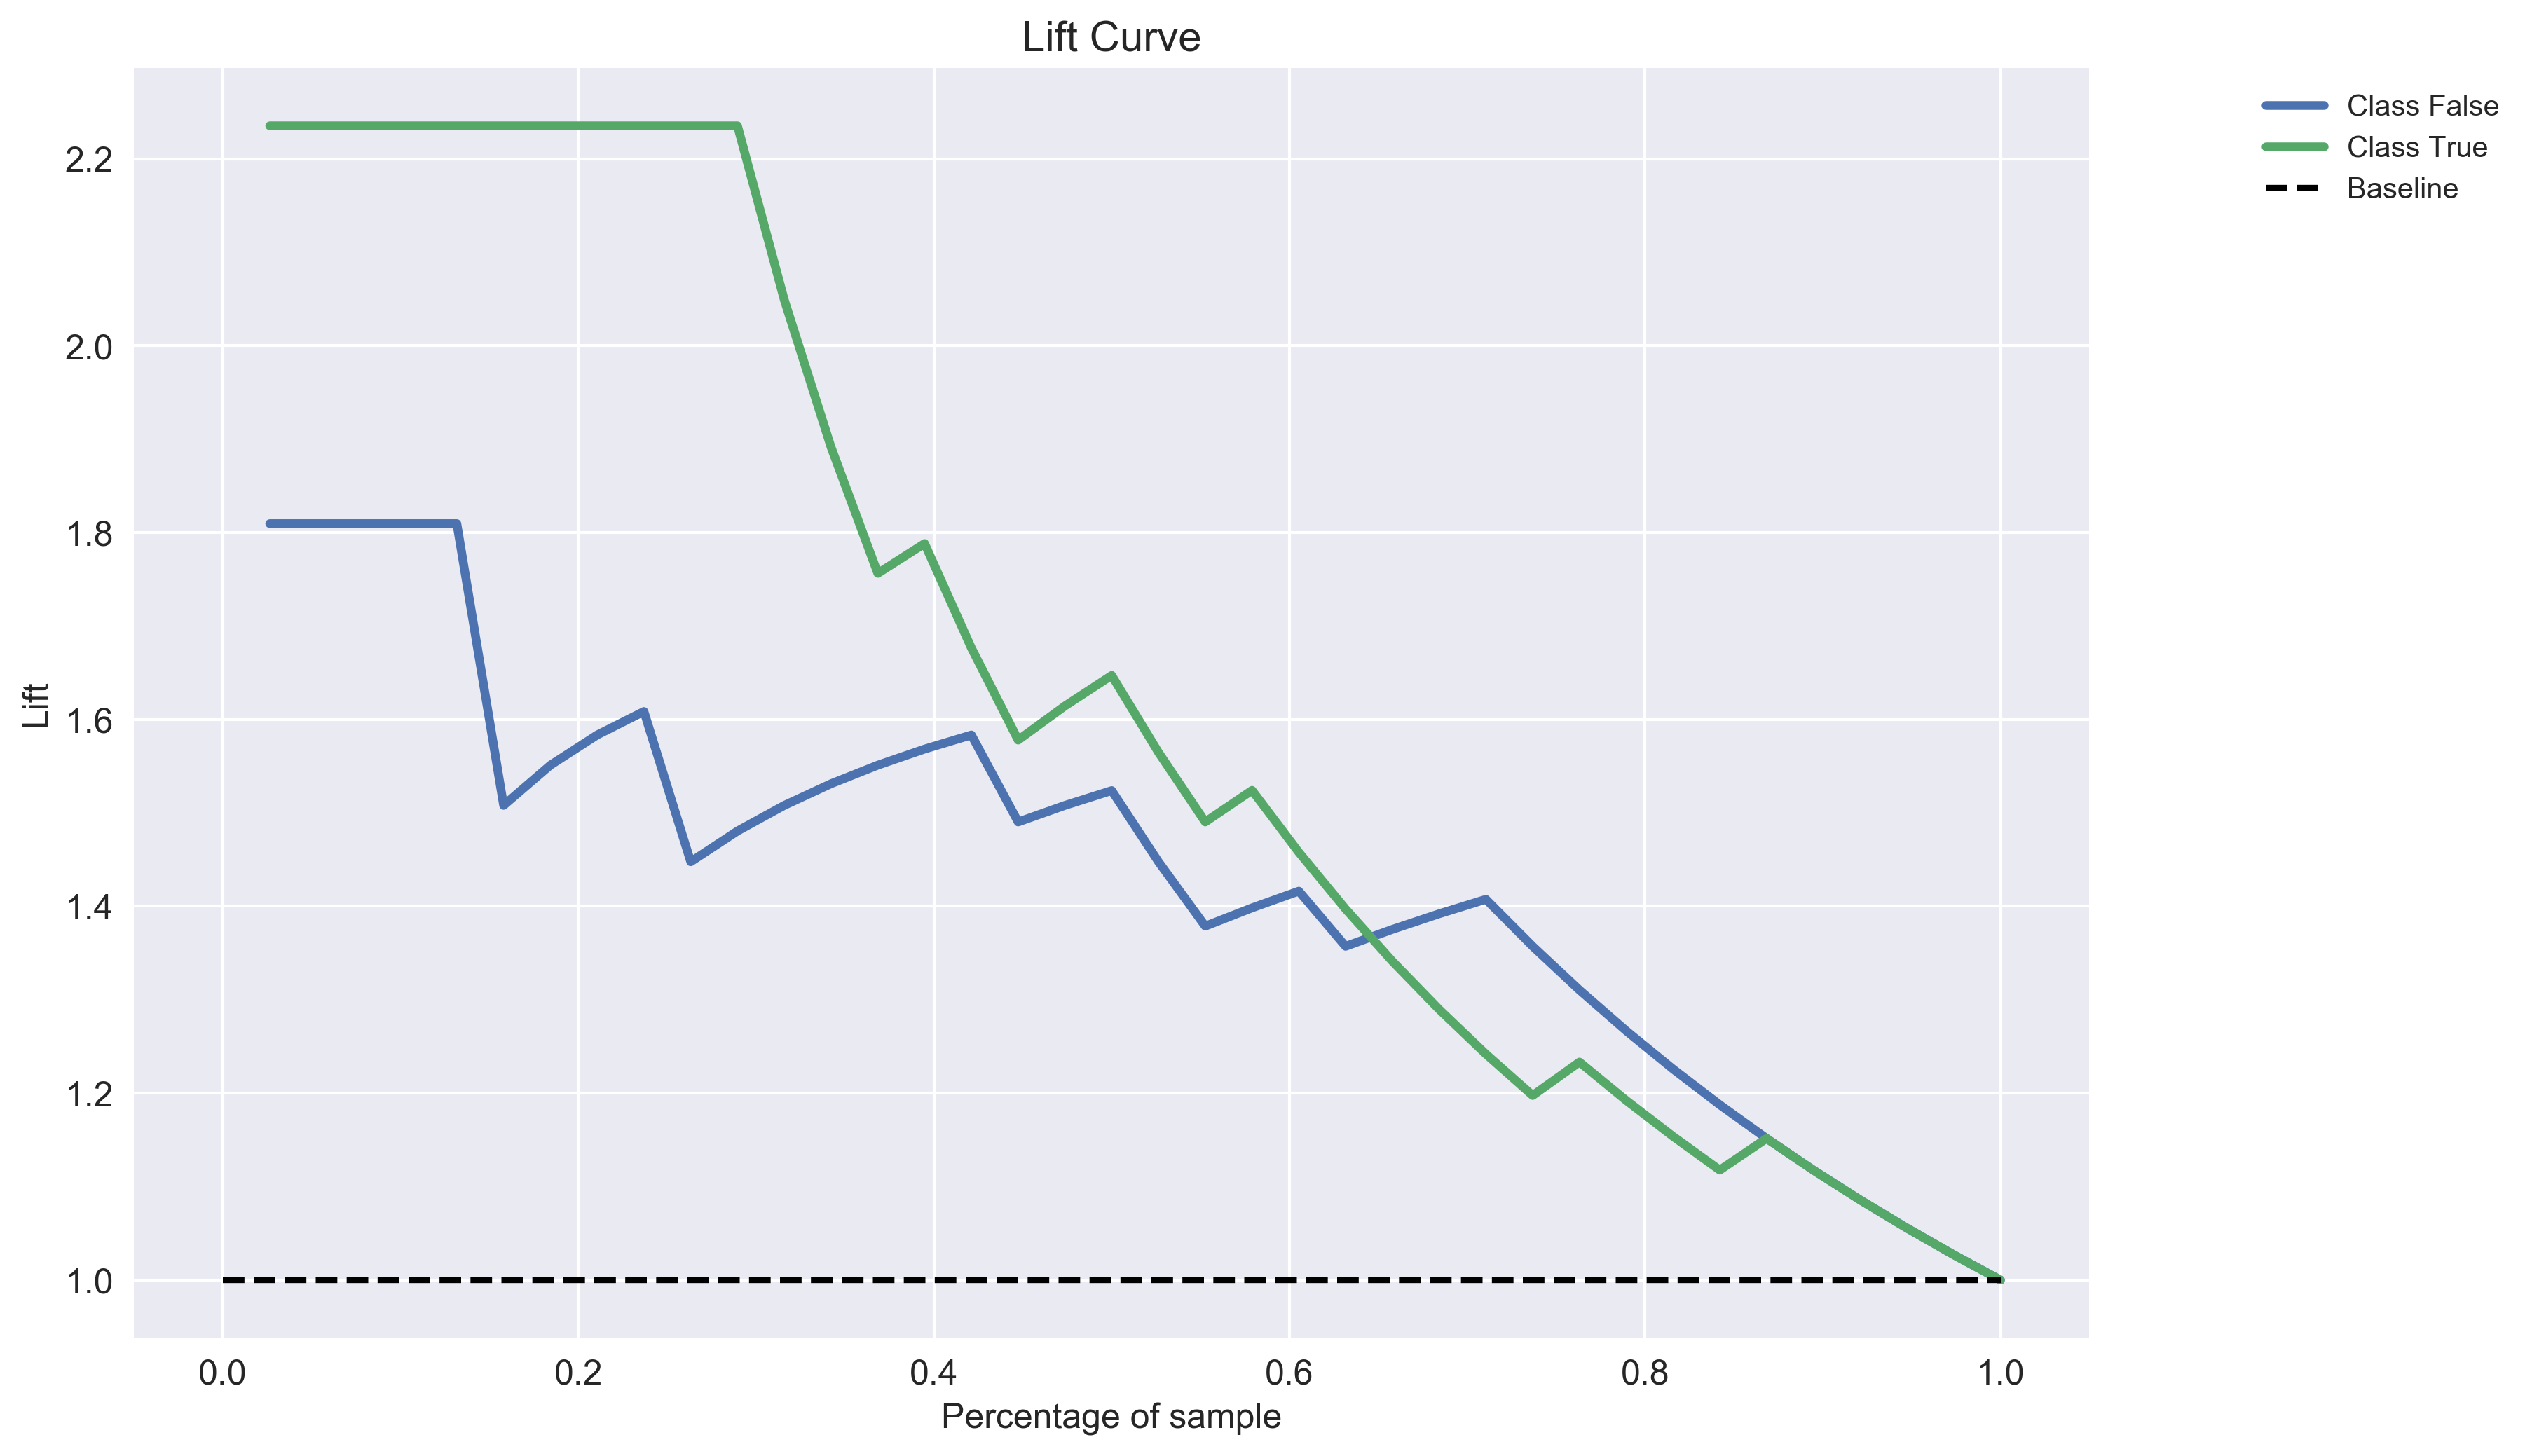 Lift Curve
Class False
Class True
Baseline
2.2
2.0
1.8
1.6
1.4
1.2
1.0
Lift
0.0 0.2 0.4 0.6 0.8 1.0
Percentage of sample